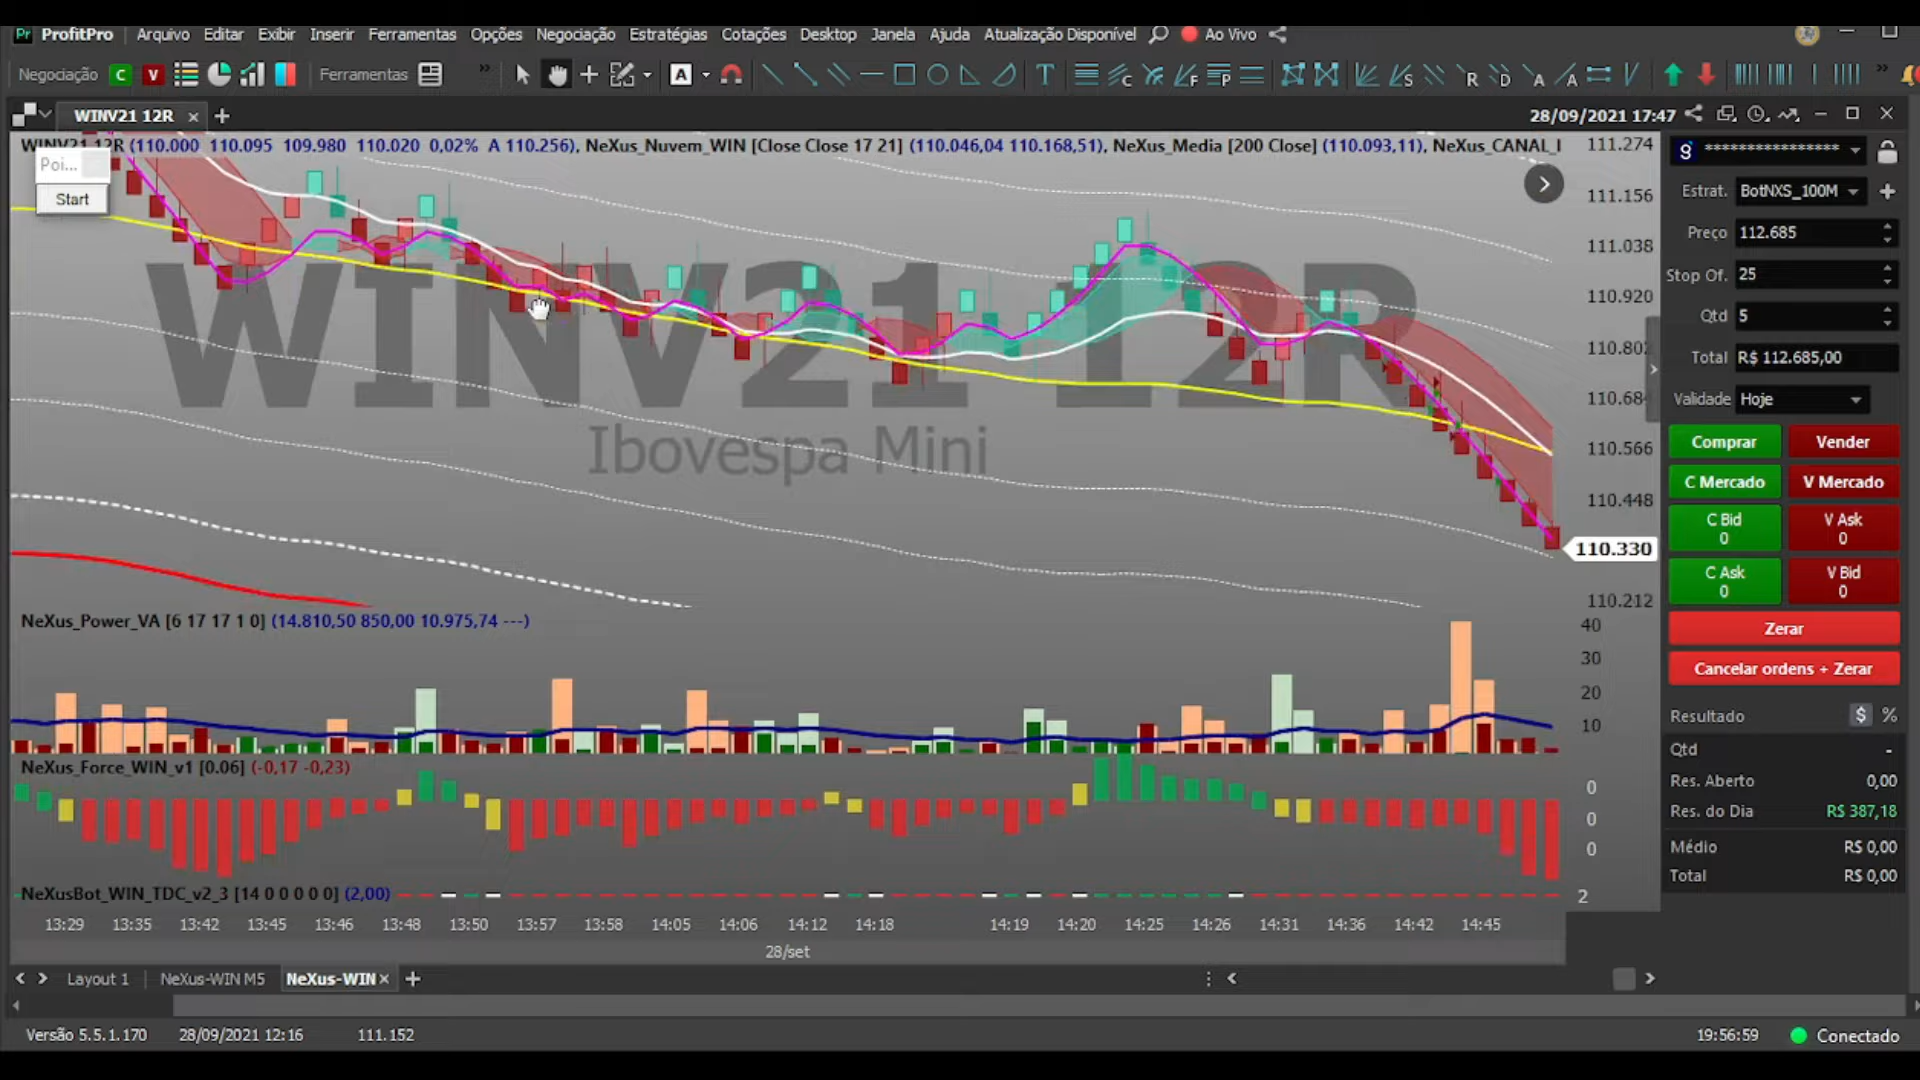 Pr ProfitPro Arquivo Editar Exibir Inserir Ferramentas Opções Negociação Estratégias Cotações Desktop Janela Ajuda Atualização Disponível Ao Vivo
Negociação C V Ferramentas
WINV21 12R
28/09/2021 17:47
WINV21 12R (110.000 110.095 109.980 110.020 0,02% A 110.256), NeXus_Nuvem_WIN [Close Close 17 21] (110.046,04 110.168,51), NeXus_Media [200 Close] (110.093,11), NeXus_CANAL_I
Poi...
Start
WINV21 12R
Ibovespa Mini
111.274
111.156
111.038
110.920
110.802
110.684
110.566
110.448
110.330
110.212
NeXus_Power_VA [6 17 17 1 0] (14.810,50 850,00 10.975,74 ---)
40
30
20
10
NeXus_Force_WIN_v1 [0.06] (-0,17 -0,23)
0
0
0
NeXusBot_WIN_TDC_v2_3 [14 0 0 0 0 0] (2,00)
2
13:29 13:35 13:42 13:45 13:46 13:48 13:50 13:57 13:58 14:05 14:06 14:12 14:18 14:19 14:20 14:25 14:26 14:31 14:36 14:42 14:45
28/set
Layout 1 NeXus-WIN M5 NeXus-WIN
****************
Estrat. BotNXS_100M
Preço 112.685
Stop Of. 25
Qtd 5
Total R$ 112.685,00
Validade Hoje
Comprar Vender
C Mercado V Mercado
C Bid V Ask
0 0
C Ask V Bid
0 0
Zerar
Cancelar ordens + Zerar
Resultado $ %
Qtd -
Res. Aberto 0,00
Res. do Dia R$ 387,18
Médio R$ 0,00
Total R$ 0,00
Versão 5.5.1.170 28/09/2021 12:16 111.152 19:56:59 Conectado